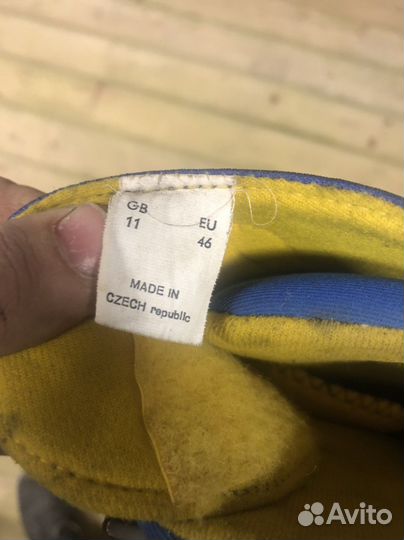 GB EU
11 46
MADE IN
CZECH republic
Avito